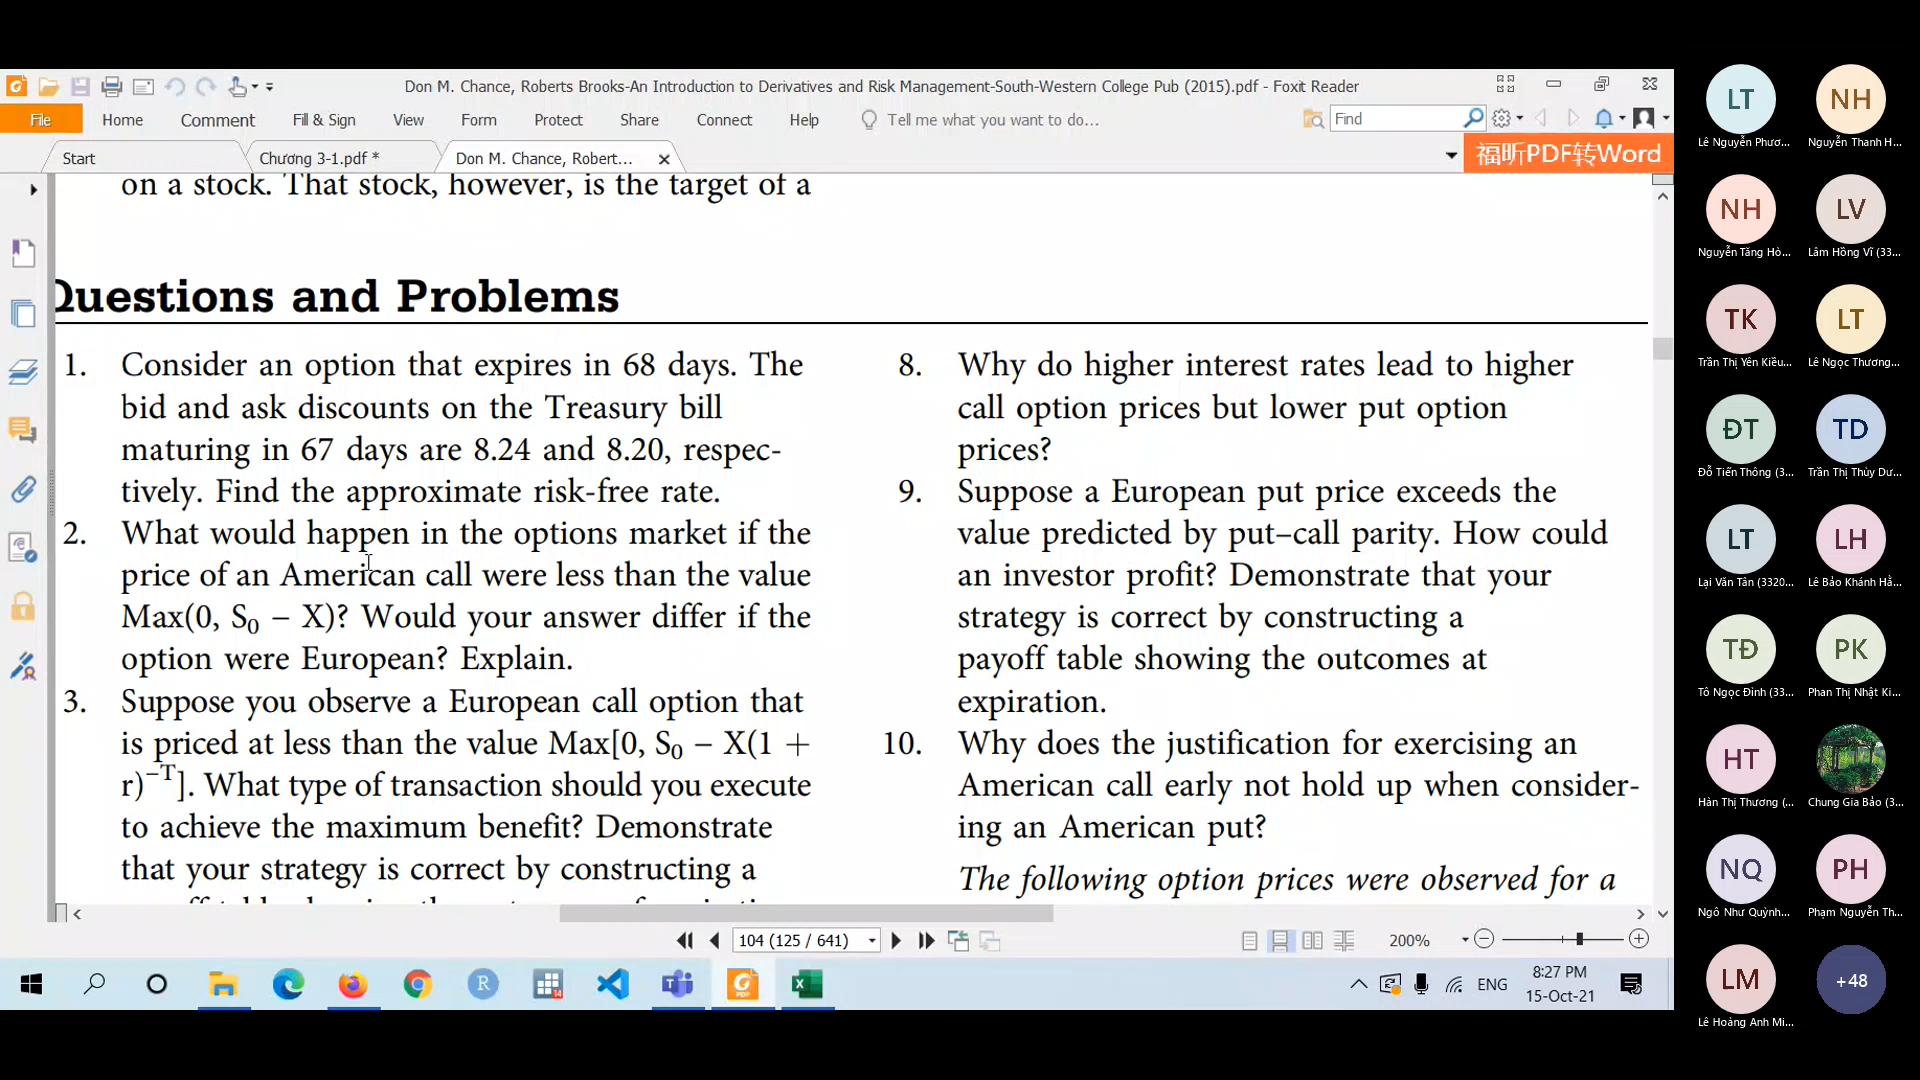 Don M. Chance, Roberts Brooks-An Introduction to Derivatives and Risk Management-South-Western College Pub (2015).pdf - Foxit Reader
File Home Comment Fill & Sign View Form Protect Share Connect Help Tell me what you want to do... Find
Start Chương 3-1.pdf * Don M. Chance, Robert... 福昕PDF转Word
on a stock. That stock, however, is the target of a
Questions and Problems
1. Consider an option that expires in 68 days. The
bid and ask discounts on the Treasury bill
maturing in 67 days are 8.24 and 8.20, respec-
tively. Find the approximate risk-free rate.
2. What would happen in the options market if the
price of an American call were less than the value
Max(0, S₀ − X)? Would your answer differ if the
option were European? Explain.
3. Suppose you observe a European call option that
is priced at less than the value Max[0, S₀ − X(1 +
r)⁻ᵀ]. What type of transaction should you execute
to achieve the maximum benefit? Demonstrate
that your strategy is correct by constructing a
8. Why do higher interest rates lead to higher
call option prices but lower put option
prices?
9. Suppose a European put price exceeds the
value predicted by put–call parity. How could
an investor profit? Demonstrate that your
strategy is correct by constructing a
payoff table showing the outcomes at
expiration.
10. Why does the justification for exercising an
American call early not hold up when consider-
ing an American put?
The following option prices were observed for a
104 (125 / 641)
200%
ENG
8:27 PM
15-Oct-21
LT NH
Lê Nguyễn Phươ... Nguyễn Thanh H...
NH LV
Nguyễn Tăng Hò... Lâm Hồng Vĩ (33...
TK LT
Trần Thị Yên Kiều... Lê Ngọc Thương...
ĐT TD
Đỗ Tiến Thông (3... Trần Thị Thùy Dư...
LT LH
Lại Văn Tân (3320... Lê Bảo Khánh Hằ...
TĐ PK
Tô Ngọc Đình (33... Phan Thị Nhật Ki...
HT
Hàn Thị Thương (... Chung Gia Bảo (3...
NQ PH
Ngô Như Quỳnh... Phạm Nguyễn Th...
LM +48
Lê Hoàng Anh Mi...